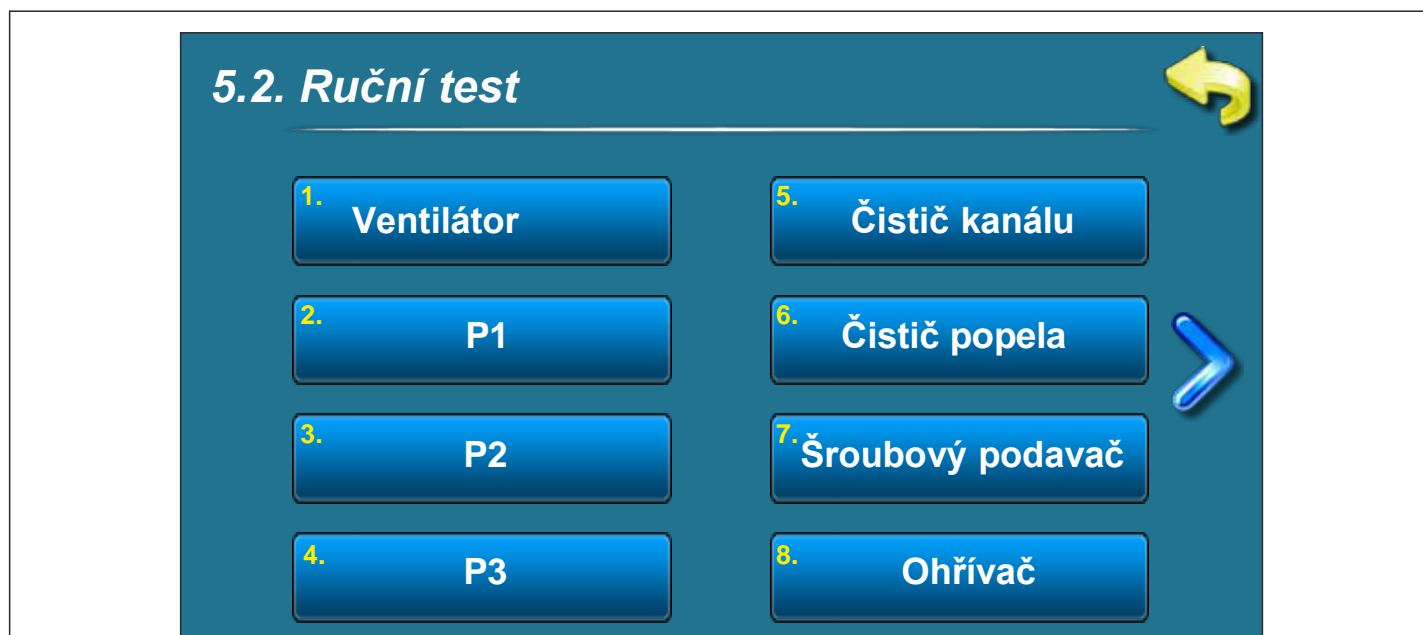 5.2. Ruční test
1. Ventilátor
2. P1
3. P2
4. P3
5. Čistič kanálu
6. Čistič popela
7. Šroubový podavač
8. Ohřívač